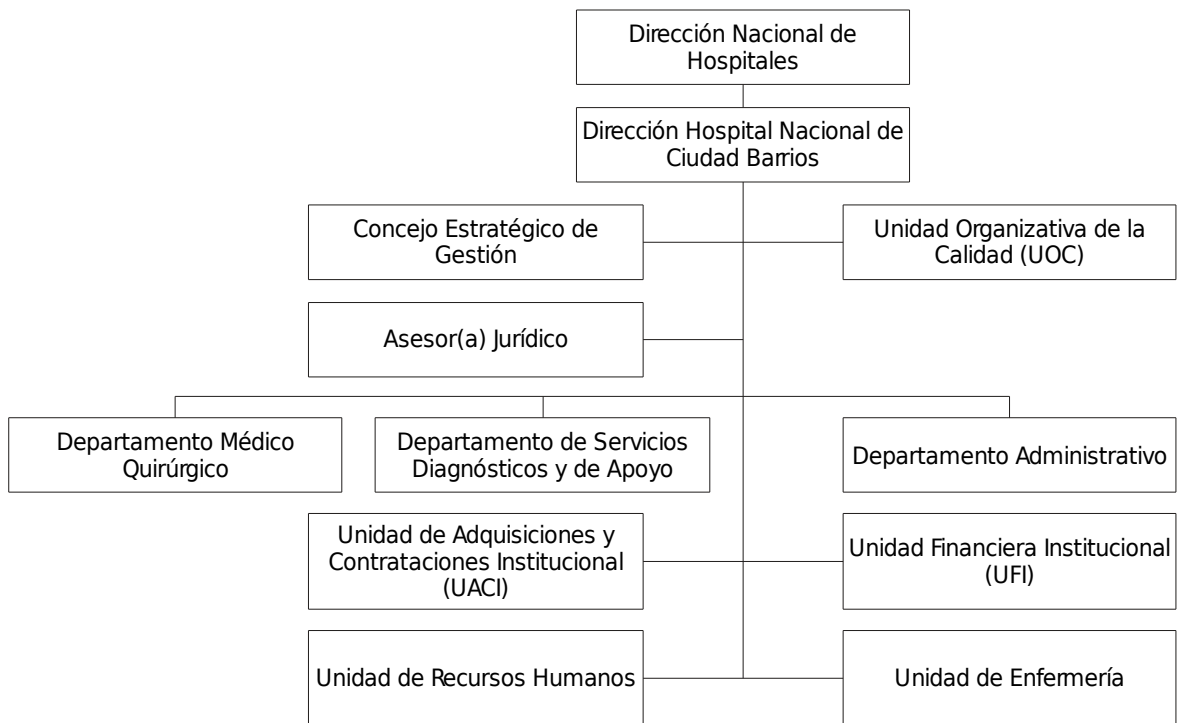 Dirección Nacional de
Hospitales
Dirección Hospital Nacional de
Ciudad Barrios
Concejo Estratégico de
Gestión
Unidad Organizativa de la
Calidad (UOC)
Asesor(a) Jurídico
Departamento Médico
Quirúrgico
Departamento de Servicios
Diagnósticos y de Apoyo
Departamento Administrativo
Unidad de Adquisiciones y
Contrataciones Institucional
(UACI)
Unidad Financiera Institucional
(UFI)
Unidad de Recursos Humanos
Unidad de Enfermería